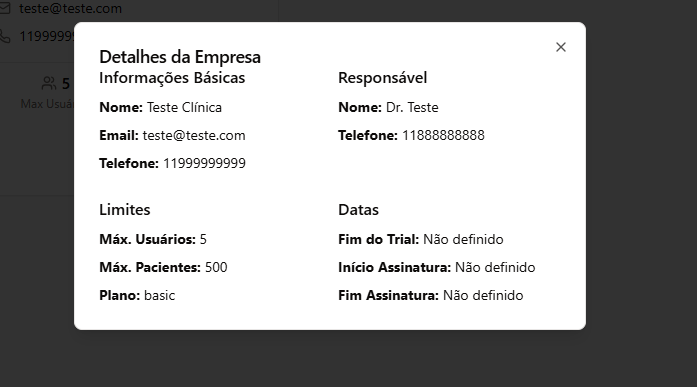 teste@teste.com
11999999
5
Max Usuá
Detalhes da Empresa
Informações Básicas
Nome: Teste Clínica
Email: teste@teste.com
Telefone: 11999999999
Responsável
Nome: Dr. Teste
Telefone: 11888888888
Limites
Máx. Usuários: 5
Máx. Pacientes: 500
Plano: basic
Datas
Fim do Trial: Não definido
Início Assinatura: Não definido
Fim Assinatura: Não definido